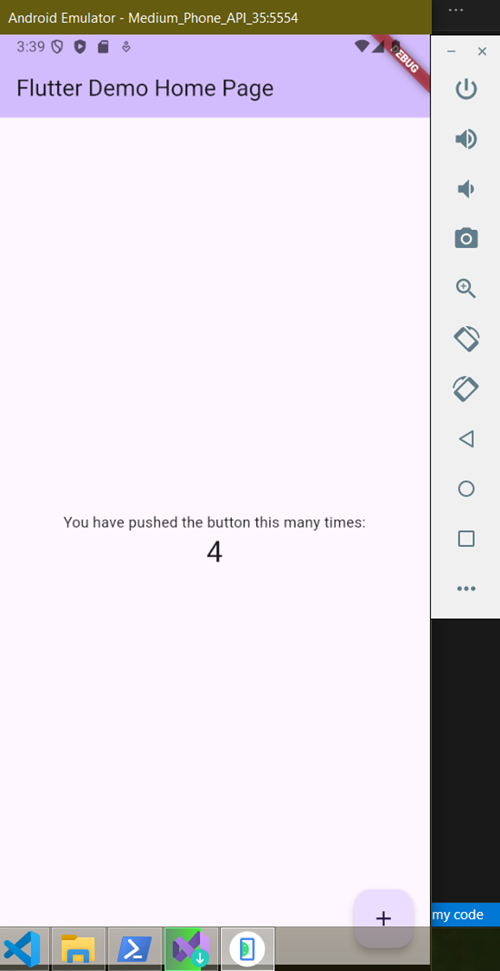 Android Emulator - Medium_Phone_API_35:5554
3:39
DEBUG
Flutter Demo Home Page
You have pushed the button this many times:
4
my code